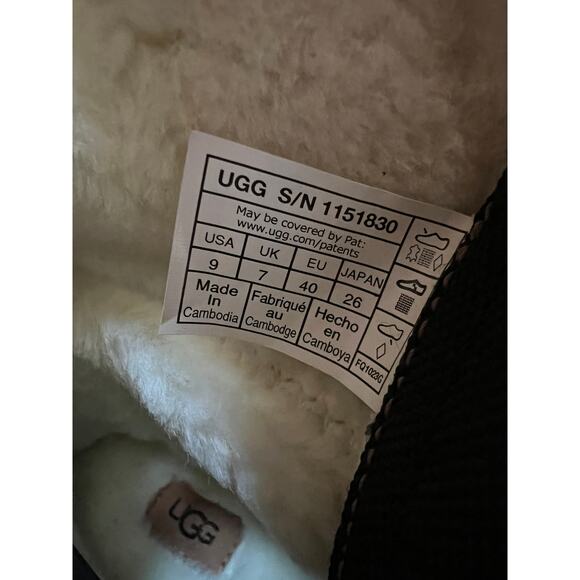 UGG S/N 1151830
May be covered by Pat:
www.ugg.com/patents
USA UK EU JAPAN
9 7 40 26
Made In Cambodia
Fabriqué au Cambodge
Hecho en Camboya
FQ1023G
UGG